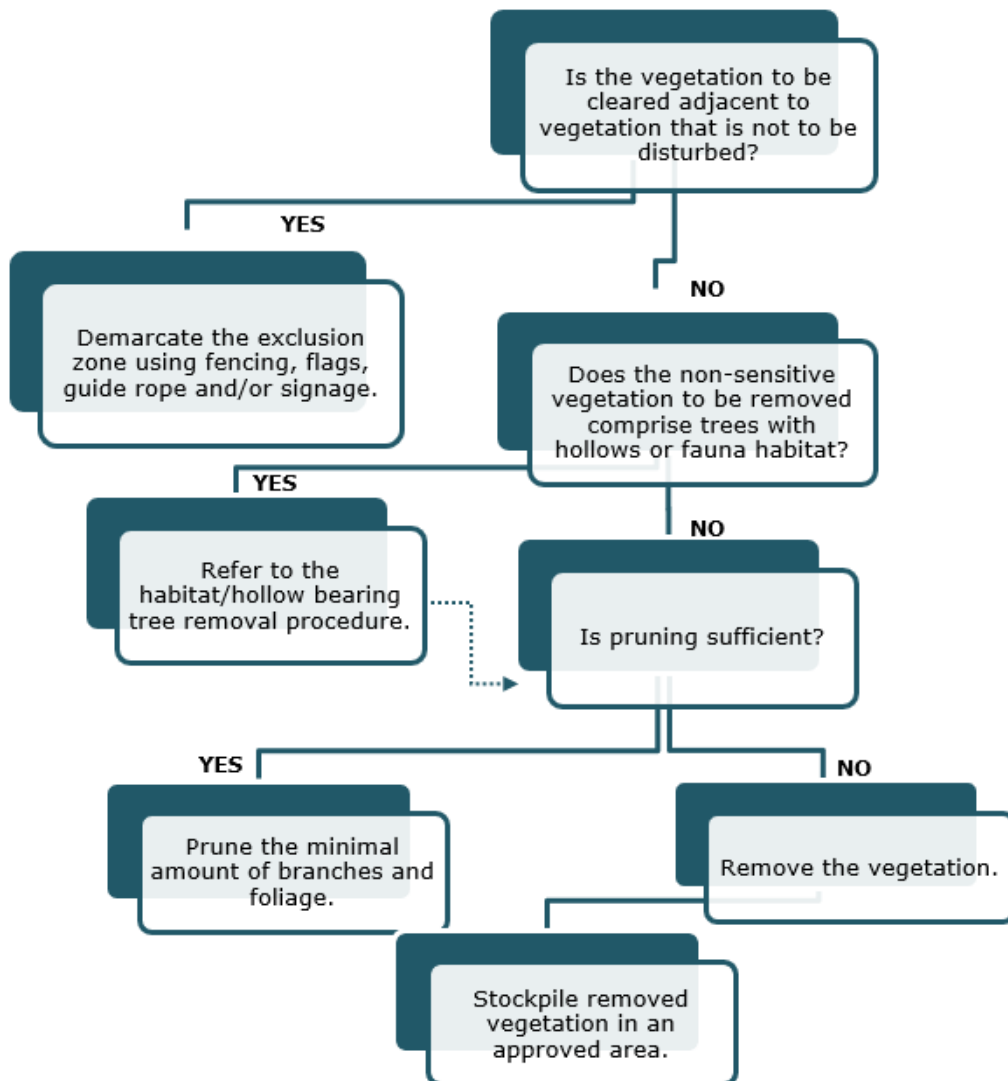 Is the vegetation to be
cleared adjacent to
vegetation that is not to be
disturbed?
YES
NO
Demarcate the exclusion
zone using fencing, flags,
guide rope and/or signage.
Does the non-sensitive
vegetation to be removed
comprise trees with
hollows or fauna habitat?
YES
NO
Refer to the
habitat/hollow bearing
tree removal procedure.
Is pruning sufficient?
YES
NO
Prune the minimal
amount of branches and
foliage.
Remove the vegetation.
Stockpile removed
vegetation in an
approved area.